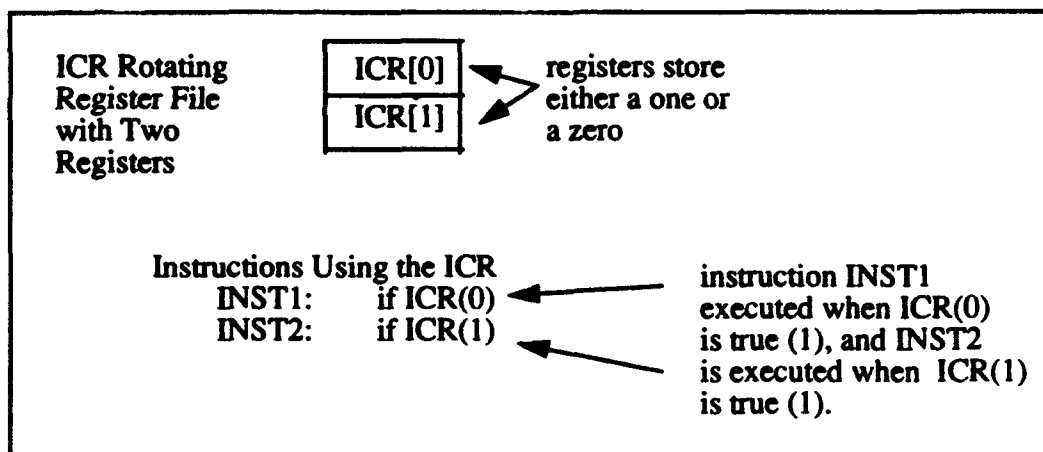 ICR Rotating
Register File
with Two
Registers
ICR[0]
ICR[1]
registers store
either a one or
a zero
Instructions Using the ICR
INST1: if ICR(0)
INST2: if ICR(1)
instruction INST1
executed when ICR(0)
is true (1), and INST2
is executed when ICR(1)
is true (1).